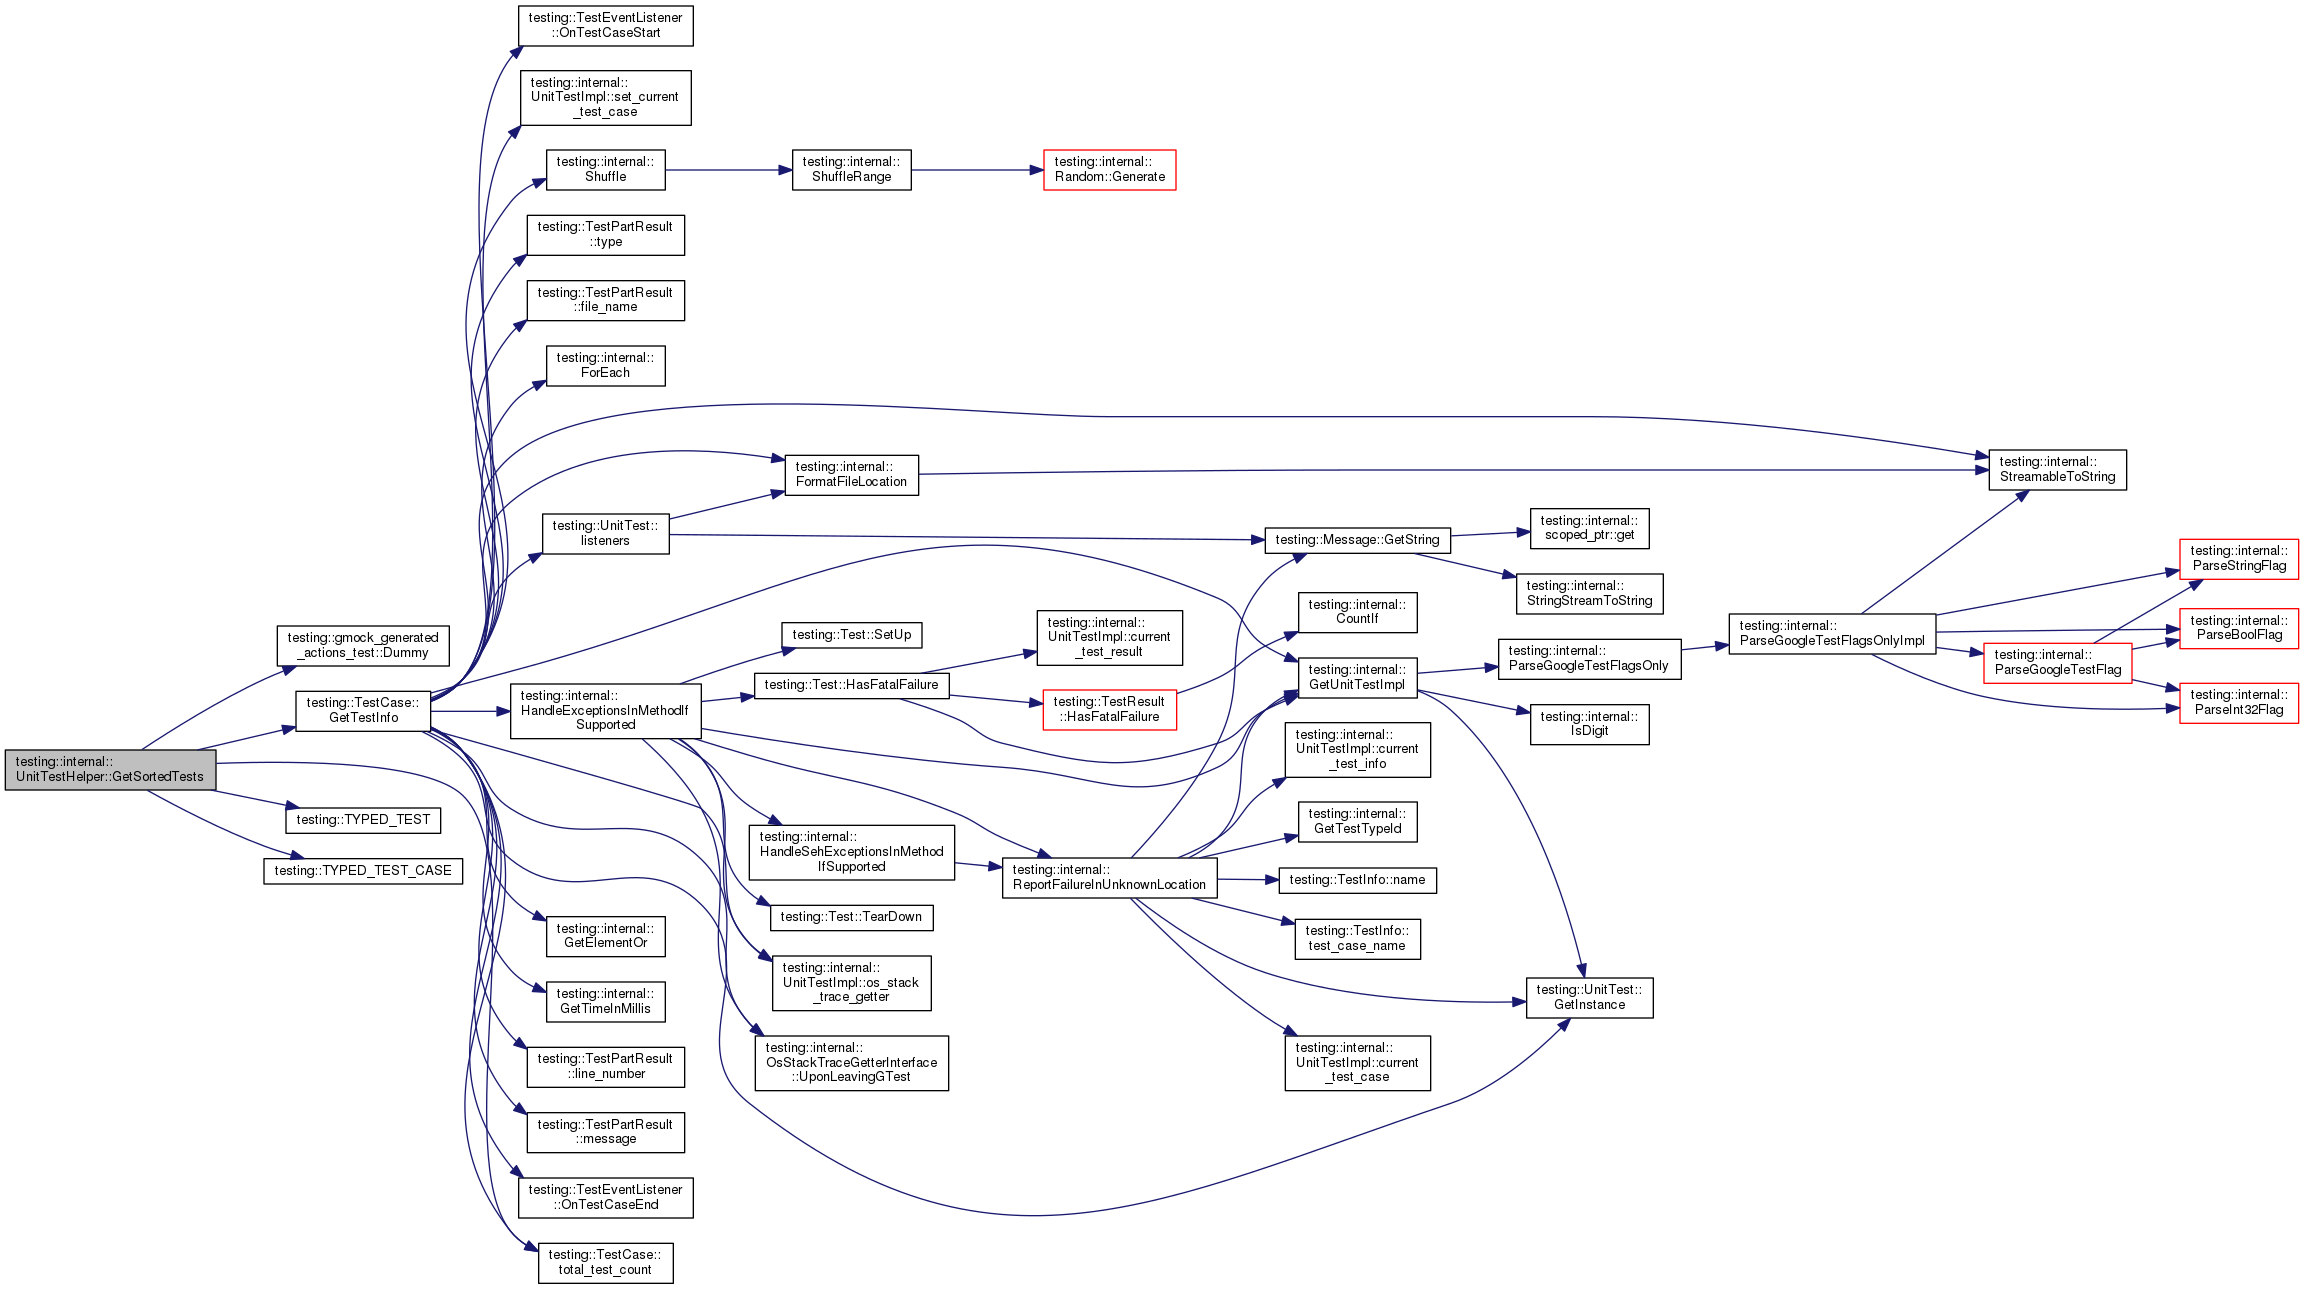 testing::internal::
UnitTestHelper::GetSortedTests
testing::gmock_generated
_actions_test::Dummy
testing::TestCase::
GetTestInfo
testing::TYPED_TEST
testing::TYPED_TEST_CASE
testing::TestEventListener
::OnTestCaseStart
testing::internal::
UnitTestImpl::set_current
_test_case
testing::internal::
Shuffle
testing::TestPartResult
::type
testing::TestPartResult
::file_name
testing::internal::
ForEach
testing::UnitTest::
listeners
testing::internal::
HandleExceptionsInMethodIf
Supported
testing::internal::
GetElementOr
testing::internal::
GetTimeInMillis
testing::TestPartResult
::line_number
testing::TestPartResult
::message
testing::TestEventListener
::OnTestCaseEnd
testing::TestCase::
total_test_count
testing::internal::
ShuffleRange
testing::internal::
FormatFileLocation
testing::Test::SetUp
testing::Test::HasFatalFailure
testing::internal::
HandleSehExceptionsInMethod
IfSupported
testing::Test::TearDown
testing::internal::
UnitTestImpl::os_stack
_trace_getter
testing::internal::
OsStackTraceGetterInterface
::UponLeavingGTest
testing::internal::
Random::Generate
testing::internal::
UnitTestImpl::current
_test_result
testing::TestResult
::HasFatalFailure
testing::internal::
ReportFailureInUnknownLocation
testing::Message::GetString
testing::internal::
CountIf
testing::internal::
GetUnitTestImpl
testing::internal::
UnitTestImpl::current
_test_info
testing::internal::
GetTestTypeId
testing::TestInfo::name
testing::TestInfo::
test_case_name
testing::internal::
UnitTestImpl::current
_test_case
testing::internal::
scoped_ptr::get
testing::internal::
StringStreamToString
testing::internal::
ParseGoogleTestFlagsOnly
testing::internal::
IsDigit
testing::UnitTest::
GetInstance
testing::internal::
ParseGoogleTestFlagsOnlyImpl
testing::internal::
StreamableToString
testing::internal::
ParseGoogleTestFlag
testing::internal::
ParseStringFlag
testing::internal::
ParseBoolFlag
testing::internal::
ParseInt32Flag